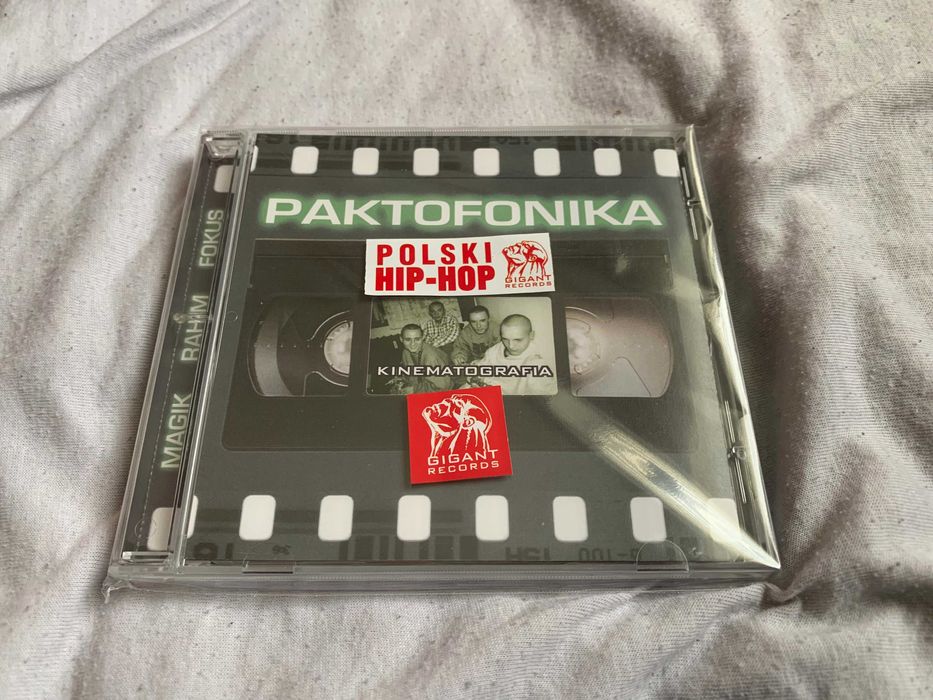 PAKTOFONIKA
POLSKI
HIP-HOP
GIGANT
RECORDS
KINEMATOGRAFIA
GIGANT
RECORDS
MAGIK RAHIM FOKUS